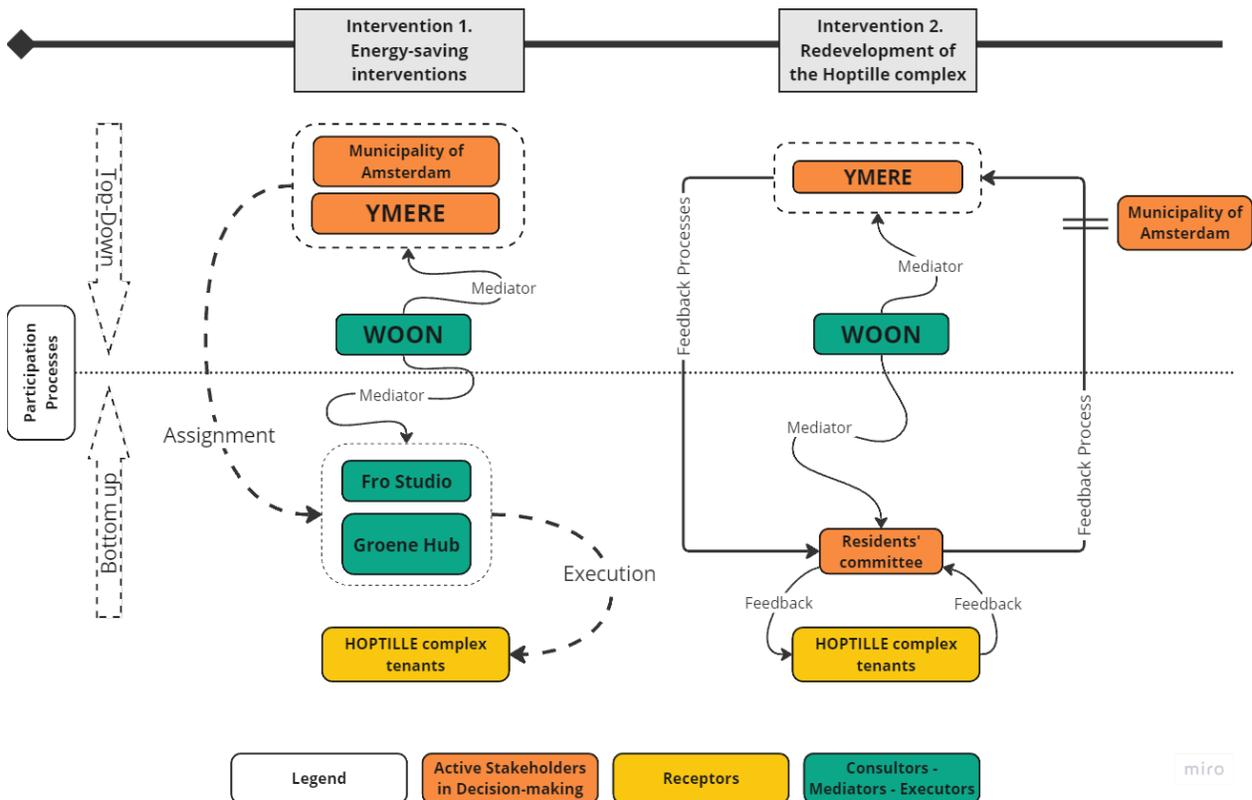 Intervention 1.
Energy-saving
interventions
Intervention 2.
Redevelopment of
the Hoptille complex
Top-Down
Participation
Processes
Bottom up
Municipality of
Amsterdam
YMERE
Mediator
WOON
Mediator
Assignment
Fro Studio
Groene Hub
Execution
HOPTILLE complex
tenants
YMERE
Municipality of
Amsterdam
Feedback Processes
Mediator
WOON
Mediator
Feedback Process
Residents'
committee
Feedback
Feedback
HOPTILLE complex
tenants
Legend
Active Stakeholders
in Decision-making
Receptors
Consultors -
Mediators - Executors
miro